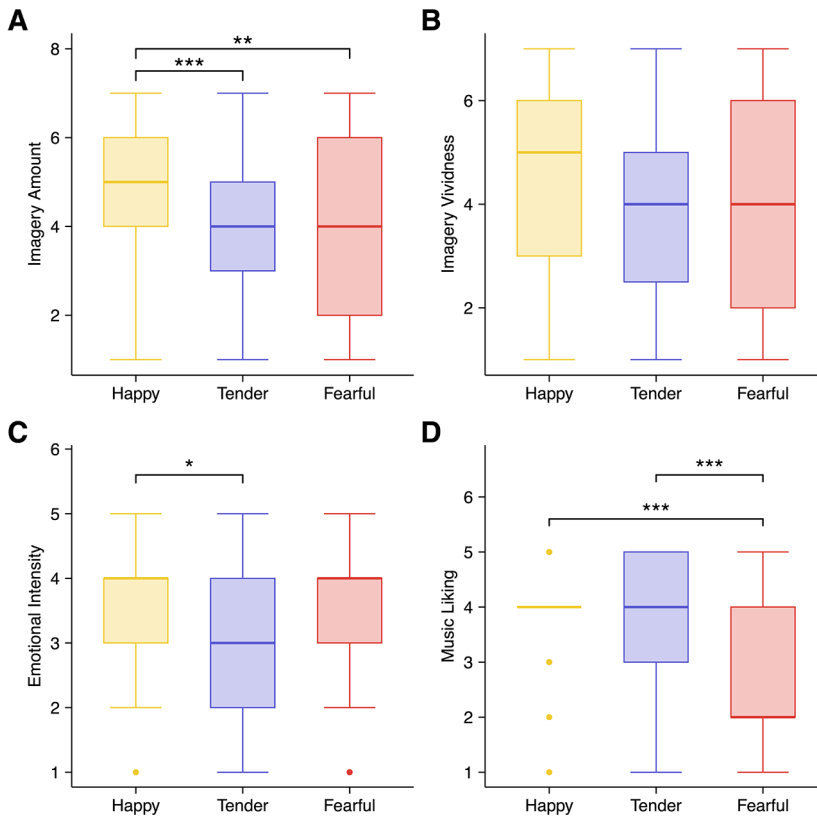 A
**
***
8
6
4
2
Imagery Amount
Happy Tender Fearful
B
6
4
2
Imagery Vividness
Happy Tender Fearful
C
*
6
5
4
3
2
1
Emotional Intensity
Happy Tender Fearful
D
***
***
6
5
4
3
2
1
Music Liking
Happy Tender Fearful